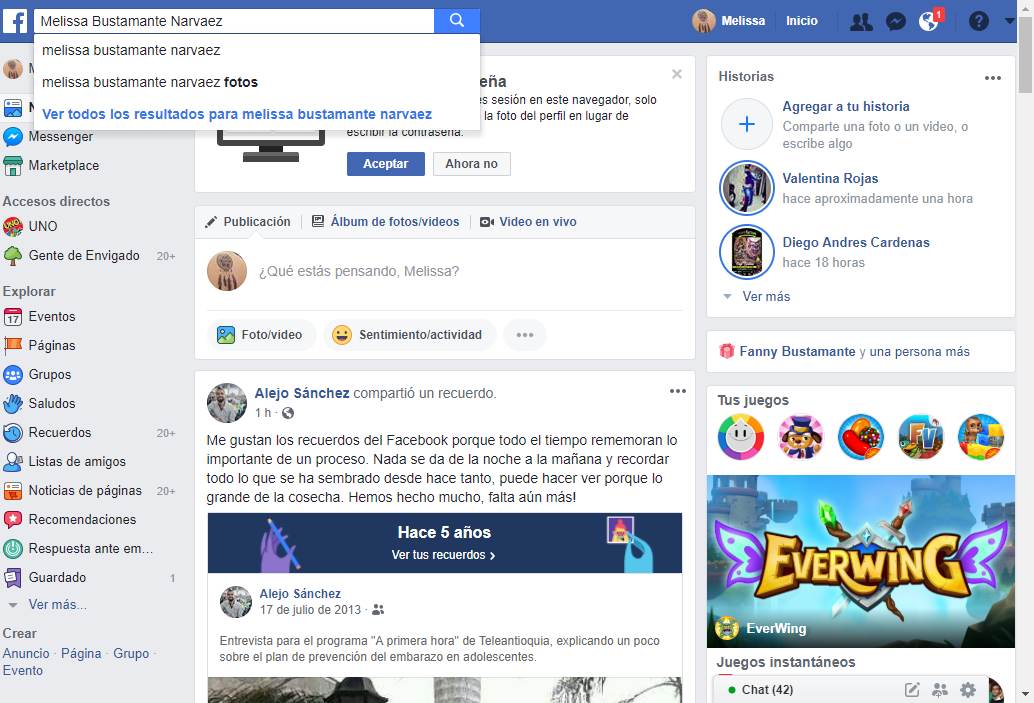 Melissa Bustamante Narvaez
Melissa
Inicio
1
melissa bustamante narvaez
melissa bustamante narvaez fotos
Ver todos los resultados para melissa bustamante narvaez
Messenger
Marketplace
Accesos directos
UNO
Gente de Envigado 20+
Explorar
17
Eventos
Páginas
Grupos
Saludos
Recuerdos 20+
Listas de amigos
Noticias de páginas 20+
Recomendaciones
Respuesta ante em...
Guardado 1
Ver más...
Crear
Anuncio · Página · Grupo ·
Evento
sesión en este navegador, solo
la foto del perfil en lugar de
escribir la contraseña.
Aceptar
Ahora no
Publicación
Álbum de fotos/videos
Video en vivo
¿Qué estás pensando, Melissa?
Foto/video
Sentimiento/actividad
Alejo Sánchez compartió un recuerdo.
1 h ·
Me gustan los recuerdos del Facebook porque todo el tiempo rememoran lo
importante de un proceso. Nada se da de la noche a la mañana y recordar
todo lo que se ha sembrado desde hace tanto, puede hacer ver porque lo
grande de la cosecha. Hemos hecho mucho, falta aún más!
Hace 5 años
Ver tus recuerdos
Alejo Sánchez
17 de julio de 2013 ·
Entrevista para el programa "A primera hora" de Teleantioquia, explicando un poco
sobre el plan de prevención del embarazo en adolescentes.
Historias
Agregar a tu historia
Comparte una foto o un video, o
escribe algo
Valentina Rojas
hace aproximadamente una hora
Diego Andres Cardenas
hace 18 horas
Ver más
Fanny Bustamante y una persona más
Tus juegos
FV
EVERWING
EverWing
Juegos instantáneos
Chat (42)